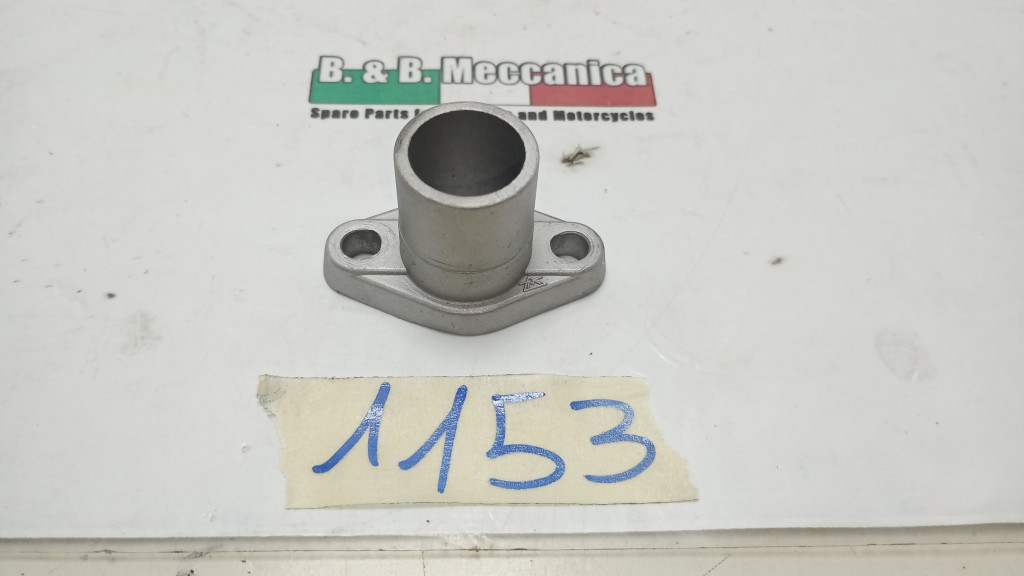 B. & B. Meccanica
Spare Parts and Motorcycles
1153